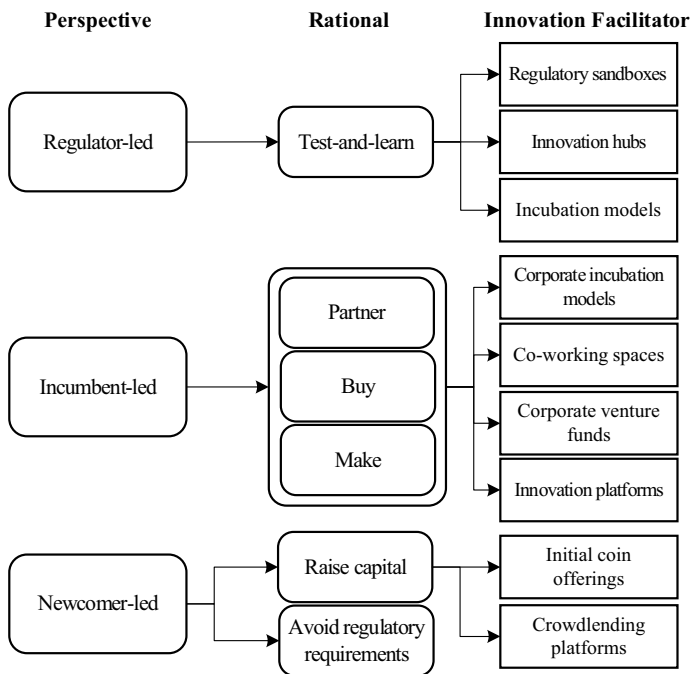 Perspective
Rational
Innovation Facilitator
Regulator-led
Test-and-learn
Regulatory sandboxes
Innovation hubs
Incubation models
Incumbent-led
Partner
Buy
Make
Corporate incubation
models
Co-working spaces
Corporate venture
funds
Innovation platforms
Newcomer-led
Raise capital
Avoid regulatory
requirements
Initial coin
offerings
Crowdlending
platforms